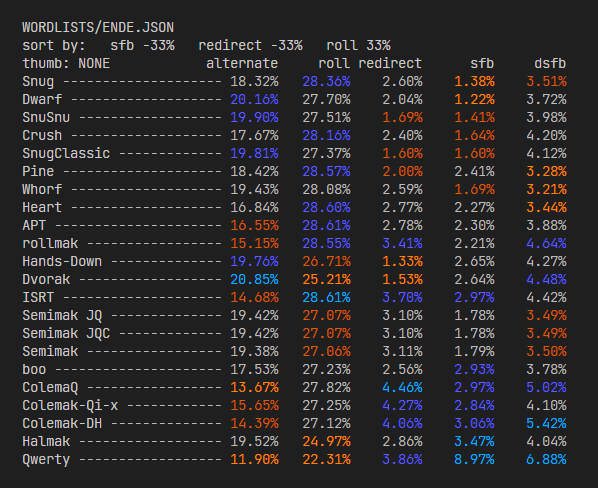 WORDLISTS/ENDE.JSON
sort by:   sfb -33%   redirect -33%   roll 33%
thumb: NONE            alternate     roll redirect      sfb     dsfb
Snug -------------------- 18.32%   28.36%    2.60%    1.38%    3.51%
Dwarf ------------------- 20.16%   27.70%    2.04%    1.22%    3.72%
SnuSnu ------------------ 19.90%   27.51%    1.69%    1.41%    3.98%
Crush ------------------- 17.67%   28.16%    2.40%    1.64%    4.20%
SnugClassic ------------- 19.81%   27.37%    1.60%    1.60%    4.12%
Pine -------------------- 18.42%   28.57%    2.00%    2.41%    3.28%
Whorf ------------------- 19.43%   28.08%    2.59%    1.69%    3.21%
Heart ------------------- 16.84%   28.60%    2.77%    2.27%    3.44%
APT --------------------- 16.55%   28.61%    2.78%    2.30%    3.88%
rollmak ----------------- 15.15%   28.55%    3.41%    2.21%    4.64%
Hands-Down -------------- 19.76%   26.71%    1.33%    2.65%    4.27%
Dvorak ------------------ 20.85%   25.21%    1.53%    2.64%    4.48%
ISRT -------------------- 14.68%   28.61%    3.70%    2.97%    4.42%
Semimak JQ -------------- 19.42%   27.07%    3.10%    1.78%    3.49%
Semimak JQC ------------- 19.42%   27.07%    3.10%    1.78%    3.49%
Semimak ----------------- 19.38%   27.06%    3.11%    1.79%    3.50%
boo --------------------- 17.53%   27.23%    2.56%    2.93%    3.78%
ColemaQ ----------------- 13.67%   27.82%    4.46%    2.97%    5.02%
Colemak-Qi-x ------------ 15.65%   27.25%    4.27%    2.84%    4.10%
Colemak-DH -------------- 14.39%   27.12%    4.06%    3.06%    5.42%
Halmak ------------------ 19.52%   24.97%    2.86%    3.47%    4.04%
Qwerty ------------------ 11.90%   22.31%    3.86%    8.97%    6.88%